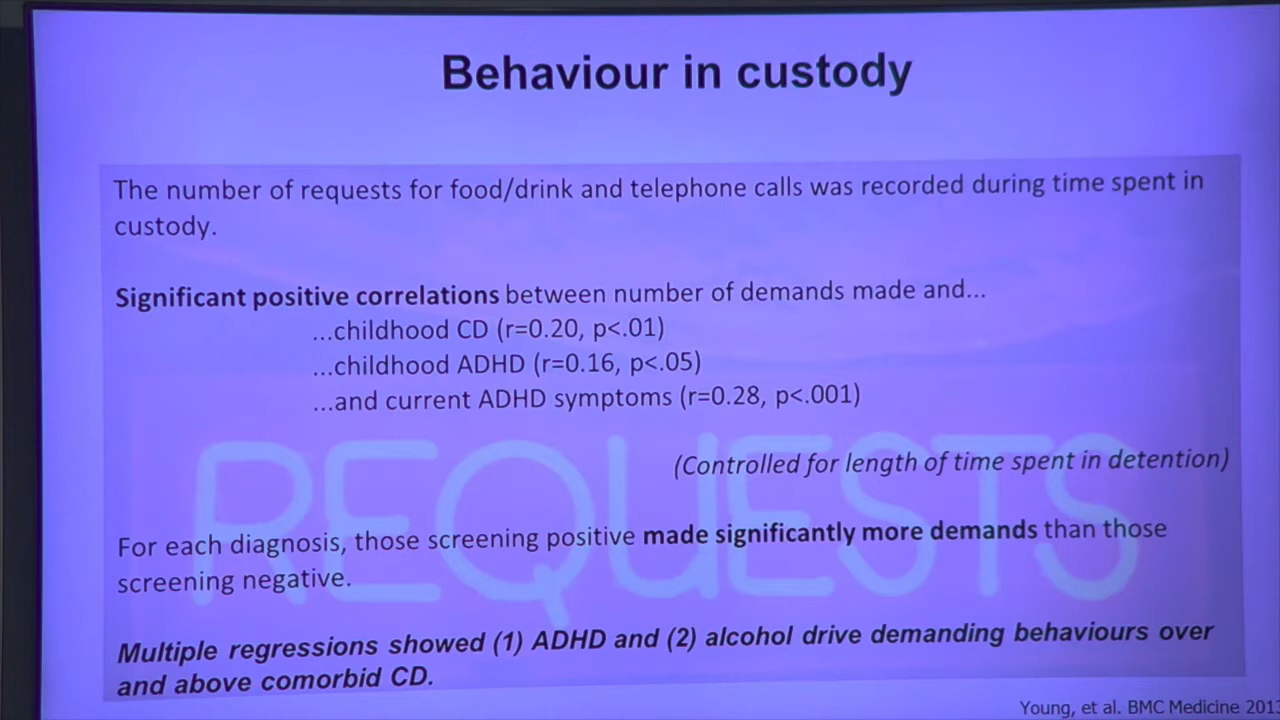 Behaviour in custody
The number of requests for food/drink and telephone calls was recorded during time spent in
custody.
Significant positive correlations between number of demands made and...
...childhood CD (r=0.20, p<.01)
...childhood ADHD (r=0.16, p<.05)
...and current ADHD symptoms (r=0.28, p<.001)
(Controlled for length of time spent in detention)
REQUESTS
For each diagnosis, those screening positive made significantly more demands than those
screening negative.
Multiple regressions showed (1) ADHD and (2) alcohol drive demanding behaviours over
and above comorbid CD.
Young, et al. BMC Medicine